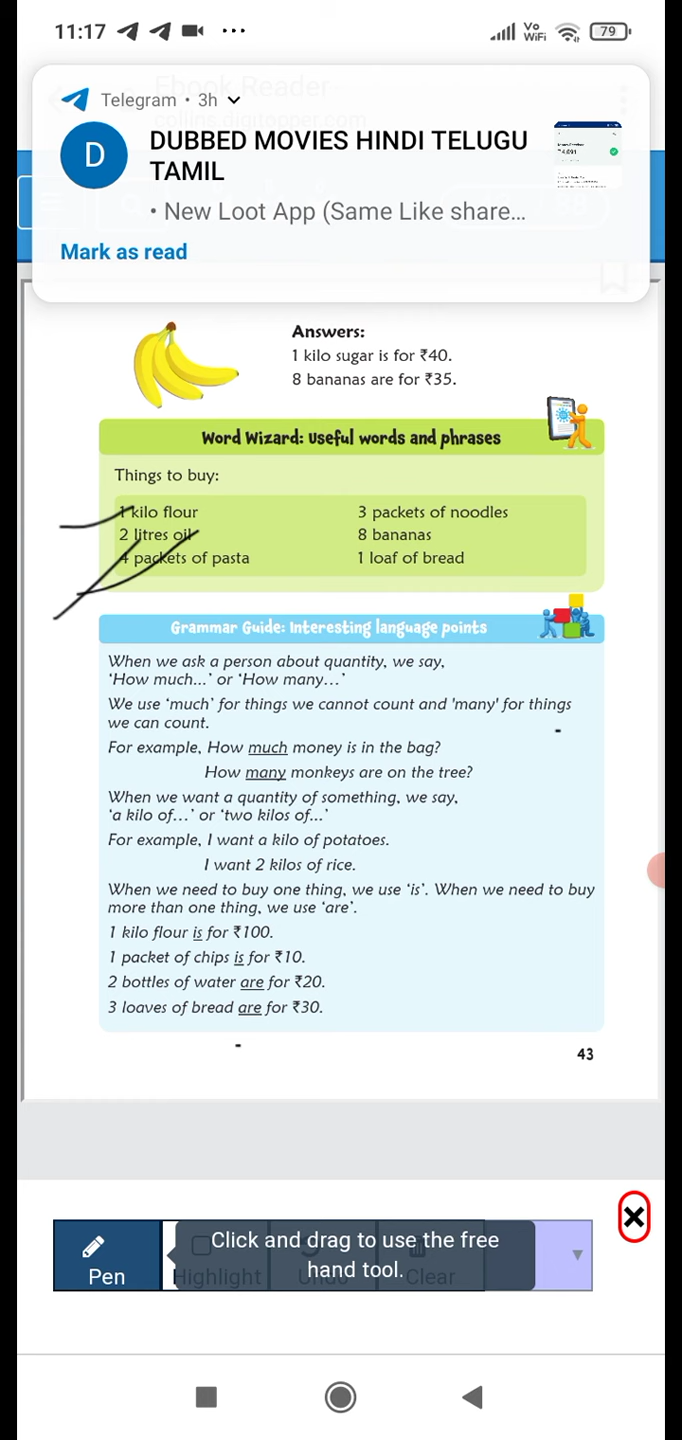 11:17
Vo
WiFi
79
Ebook Reader
collins.digitopper.com
Telegram • 3h
D
DUBBED MOVIES HINDI TELUGU
TAMIL
• New Loot App (Same Like share...
Mark as read
Answers:
1 kilo sugar is for ₹40.
8 bananas are for ₹35.
Word Wizard: Useful words and phrases
Things to buy:
1 kilo flour
2 litres oil
4 packets of pasta
3 packets of noodles
8 bananas
1 loaf of bread
Grammar Guide: Interesting language points
When we ask a person about quantity, we say,
‘How much...’ or ‘How many...’
We use ‘much’ for things we cannot count and 'many' for things
we can count.
For example, How much money is in the bag?
How many monkeys are on the tree?
When we want a quantity of something, we say,
‘a kilo of...’ or ‘two kilos of...’
For example, I want a kilo of potatoes.
I want 2 kilos of rice.
When we need to buy one thing, we use ‘is’. When we need to buy
more than one thing, we use ‘are’.
1 kilo flour is for ₹100.
1 packet of chips is for ₹10.
2 bottles of water are for ₹20.
3 loaves of bread are for ₹30.
43
Click and drag to use the free
hand tool.
Pen
Highlight
Undo
Clear